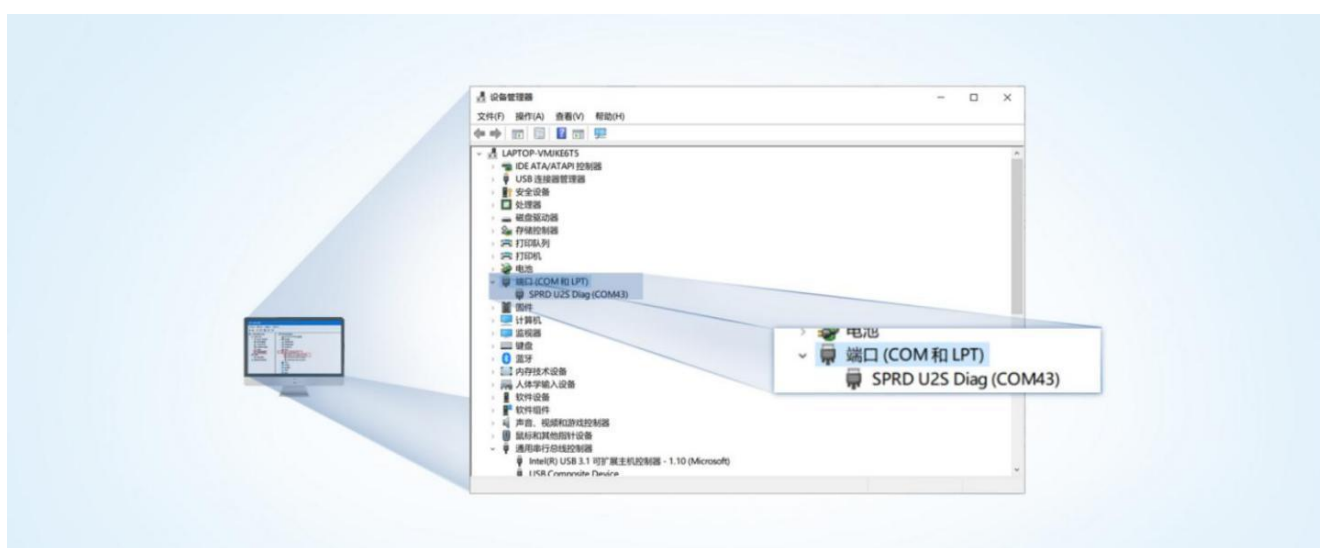 设备管理器
文件(F) 操作(A) 查看(V) 帮助(H)
LAPTOP-VMJKE6TS
IDE ATA/ATAPI 控制器
USB 连接器管理器
安全设备
处理器
磁盘驱动器
存储控制器
打印队列
打印机
电池
端口 (COM 和 LPT)
SPRD U2S Diag (COM43)
固件
计算机
监视器
键盘
蓝牙
内存技术设备
人体学输入设备
软件设备
软件组件
声音、视频和游戏控制器
鼠标和其他指针设备
通用串行总线控制器
Intel(R) USB 3.1 可扩展主机控制器 - 1.10 (Microsoft)
USB Composite Device
电池
端口 (COM 和 LPT)
SPRD U2S Diag (COM43)